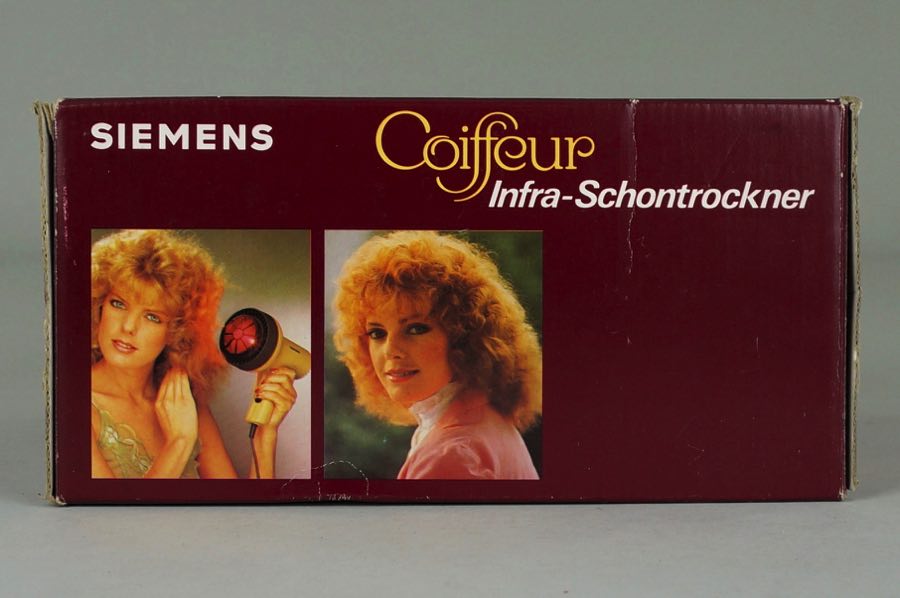 SIEMENS
Coiffeur
Infra-Schontrockner